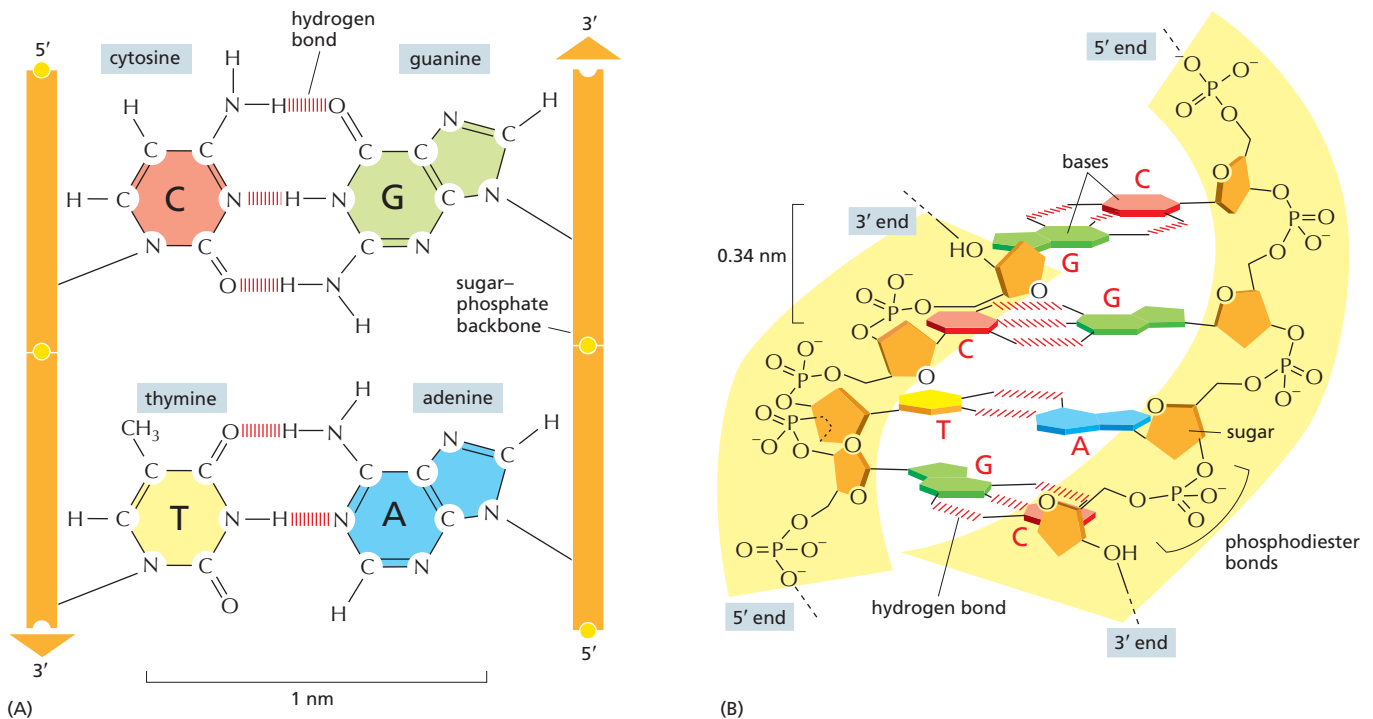 5′
cytosine
hydrogen
bond
guanine
3′
H
N H O
H
C C
C C
N
C
H
H C
C
N H N
G
C N
N C
O H N
C N
H
sugar–
phosphate
backbone
thymine
adenine
CH₃
O H N
H
C C
C C
N
C
H
H C
T
N H N
A
C N
N C
O
C N
H
3′
5′
1 nm
(A)
5′ end
⁻O P O⁻
O O
bases
C
3′ end
HO
G
O
O
O P O
O⁻
O
0.34 nm
O⁻
O P O
O
C
G
O
O
O⁻
O P O
O
O
O P O
O⁻
T
A
O
sugar
O P
⁻O O
O
G
O
O
O P O⁻
O
C
O
OH
phosphodiester
bonds
O
O P O⁻
O⁻
hydrogen bond
5′ end
3′ end
(B)